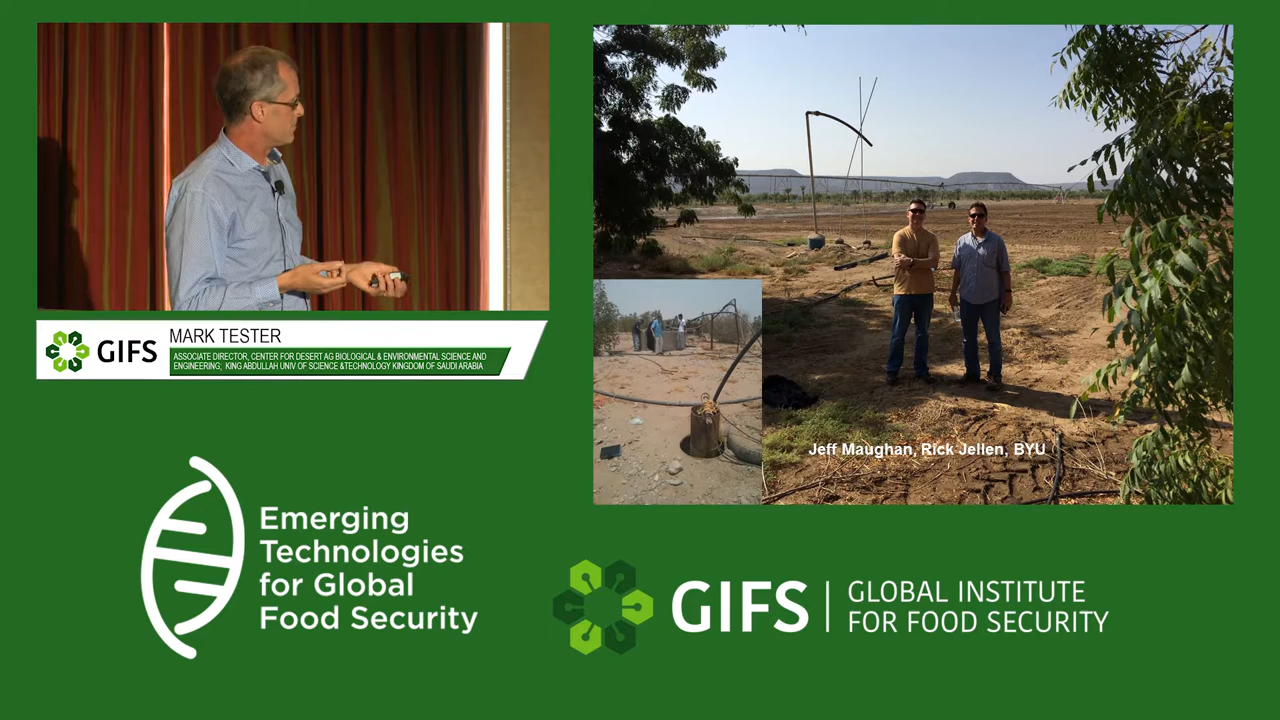 GIFS
MARK TESTER
ASSOCIATE DIRECTOR, CENTER FOR DESERT AG BIOLOGICAL & ENVIRONMENTAL SCIENCE AND
ENGINEERING; KING ABDULLAH UNIV OF SCIENCE &TECHNOLOGY KINGDOM OF SAUDI ARABIA
Jeff Maughan, Rick Jellen, BYU
Emerging
Technologies
for Global
Food Security
GIFS
GLOBAL INSTITUTE
FOR FOOD SECURITY